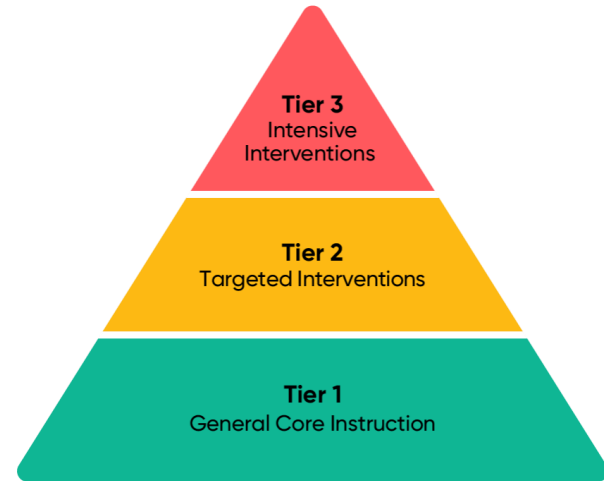 Tier 3
Intensive
Interventions
Tier 2
Targeted Interventions
Tier 1
General Core Instruction